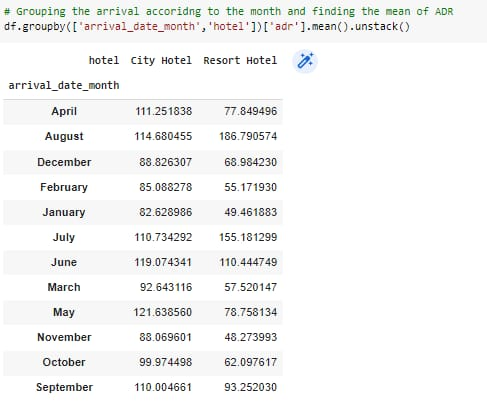 # Grouping the arrival accoridng to the month and finding the mean of ADR
df.groupby(['arrival_date_month','hotel'])['adr'].mean().unstack()
hotel City Hotel Resort Hotel
arrival_date_month
April 111.251838 77.849496
August 114.680455 186.790574
December 88.826307 68.984230
February 85.088278 55.171930
January 82.628986 49.461883
July 110.734292 155.181299
June 119.074341 110.444749
March 92.643116 57.520147
May 121.638560 78.758134
November 88.069601 48.273993
October 99.974498 62.097617
September 110.004661 93.252030